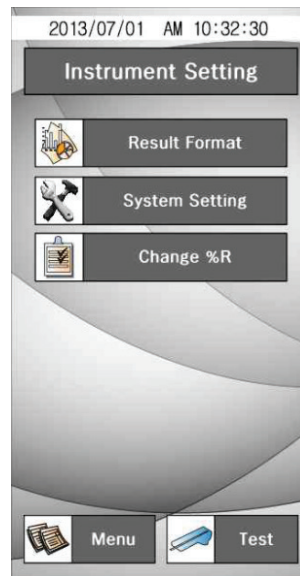 2013/07/01 AM 10:32:30
Instrument Setting
Result Format
System Setting
Change %R
Menu Test